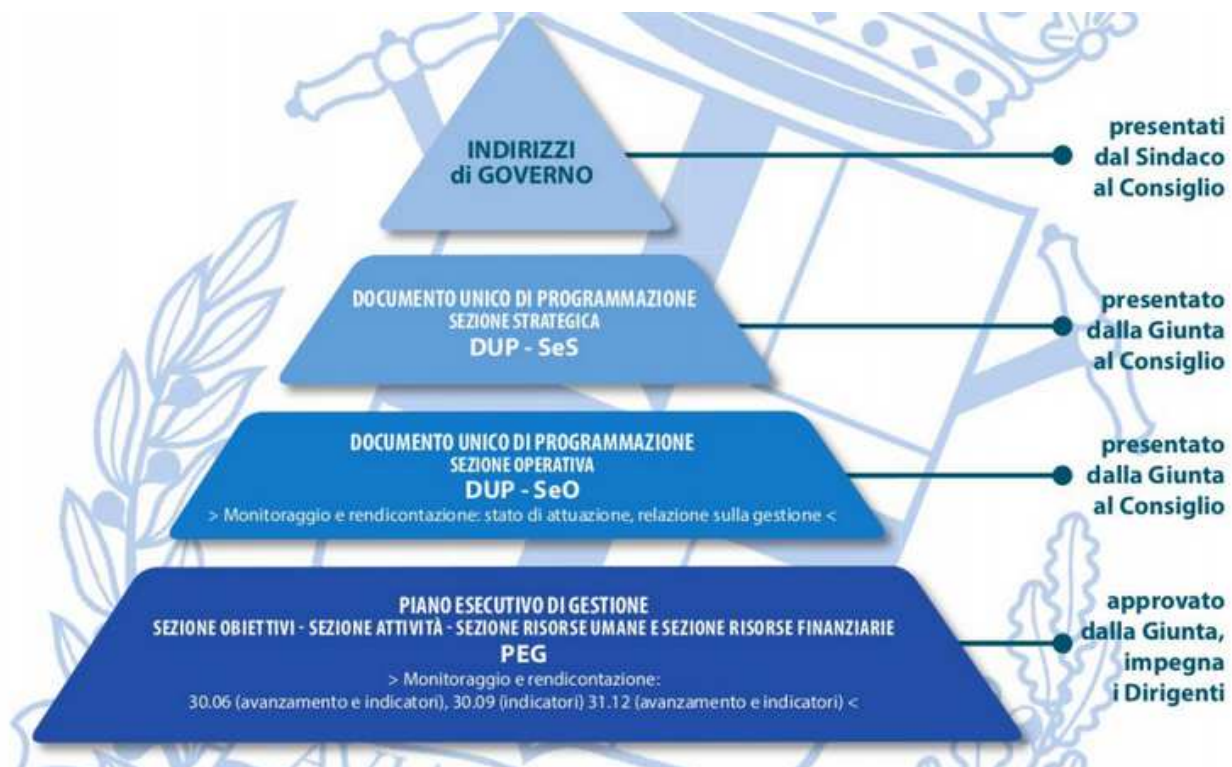 INDIRIZZI
di GOVERNO
presentati
dal Sindaco
al Consiglio
DOCUMENTO UNICO DI PROGRAMMAZIONE
SEZIONE STRATEGICA
DUP - SeS
presentato
dalla Giunta
al Consiglio
DOCUMENTO UNICO DI PROGRAMMAZIONE
SEZIONE OPERATIVA
DUP - SeO
> Monitoraggio e rendicontazione: stato di attuazione, relazione sulla gestione <
presentato
dalla Giunta
al Consiglio
PIANO ESECUTIVO DI GESTIONE
SEZIONE OBIETTIVI - SEZIONE ATTIVITÀ - SEZIONE RISORSE UMANE E SEZIONE RISORSE FINANZIARIE
PEG
> Monitoraggio e rendicontazione:
30.06 (avanzamento e indicatori), 30.09 (indicatori) 31.12 (avanzamento e indicatori) <
approvato
dalla Giunta,
impegna
i Dirigenti